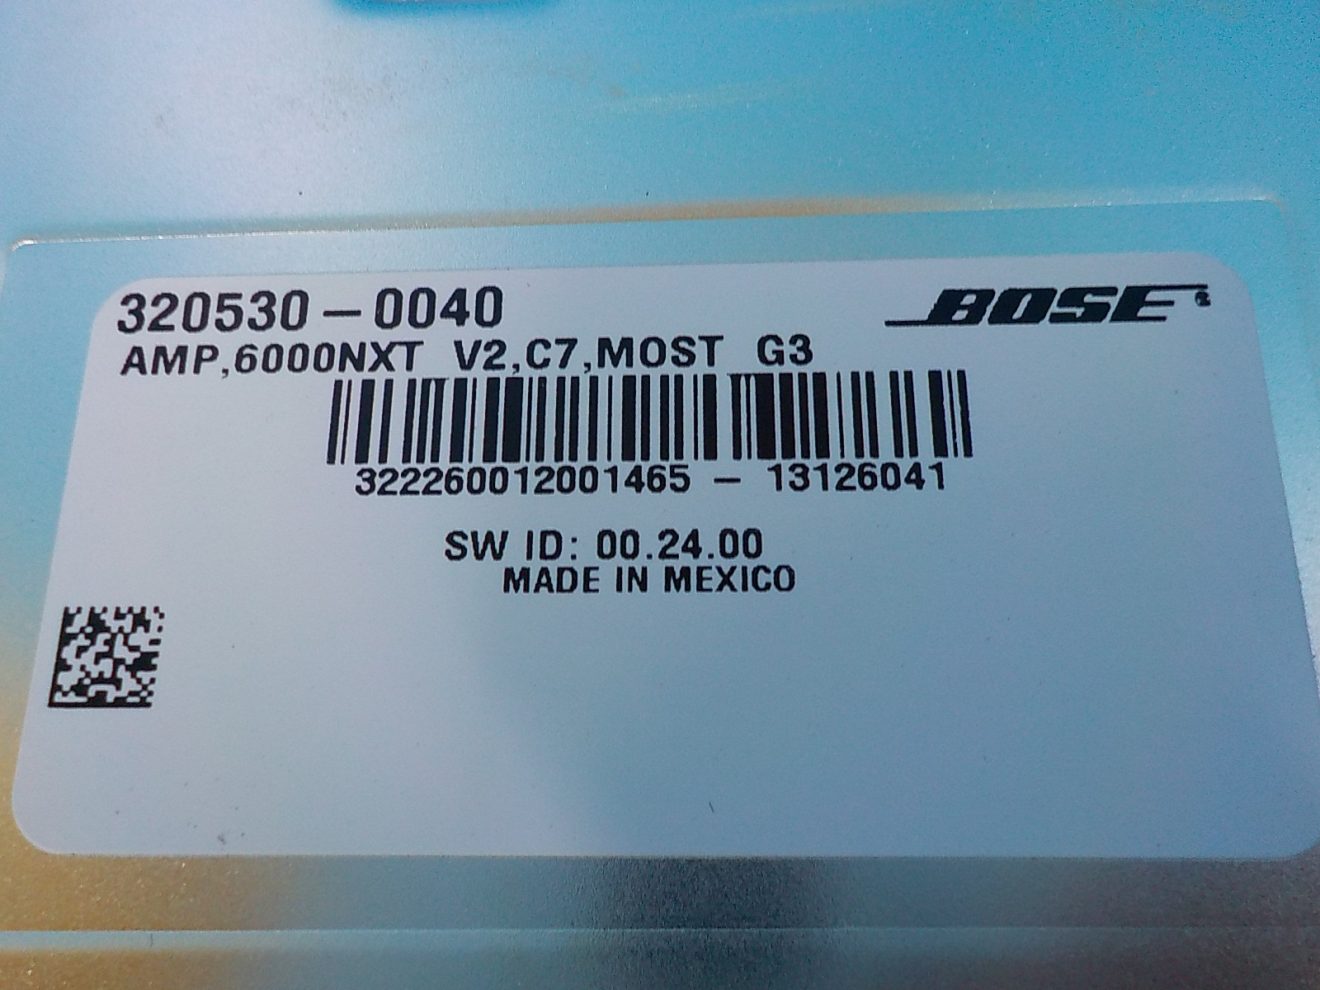 320530-0040
BOSE
AMP,6000NXT V2,C7,MOST G3
322260012001465 - 13126041
SW ID: 00.24.00
MADE IN MEXICO